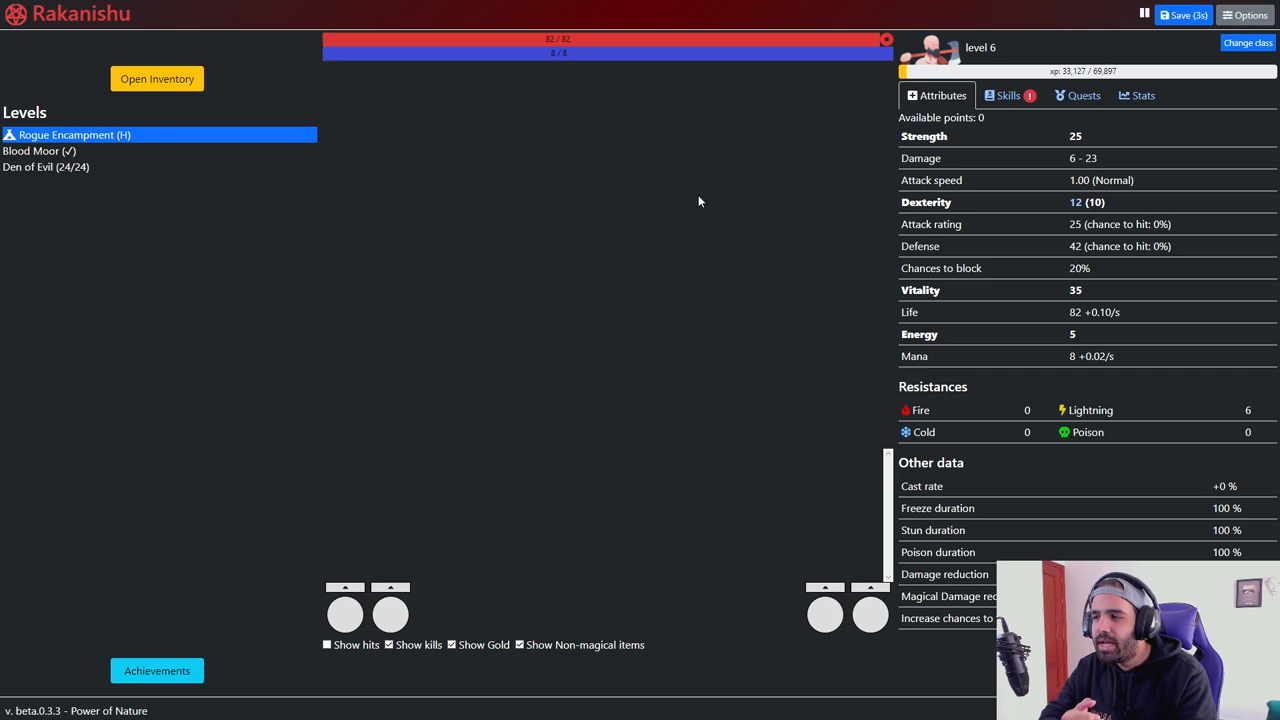 Rakanishu
Save (3s)
Options
Open Inventory
Levels
Rogue Encampment (H)
Blood Moor (✓)
Den of Evil (24/24)
Achievements
v. beta.0.3.3 - Power of Nature
82 / 82
8 / 8
Show hits Show kills Show Gold Show Non-magical items
level 6
Change class
xp: 33,127 / 69,897
Attributes Skills ! Quests Stats
Available points: 0
Strength 25
Damage 6 - 23
Attack speed 1.00 (Normal)
Dexterity 12 (10)
Attack rating 25 (chance to hit: 0%)
Defense 42 (chance to hit: 0%)
Chances to block 20%
Vitality 35
Life 82 +0.10/s
Energy 5
Mana 8 +0.02/s
Resistances
Fire 0 Lightning 6
Cold 0 Poison 0
Other data
Cast rate +0 %
Freeze duration 100 %
Stun duration 100 %
Poison duration 100 %
Damage reduction
Magical Damage rec
Increase chances to